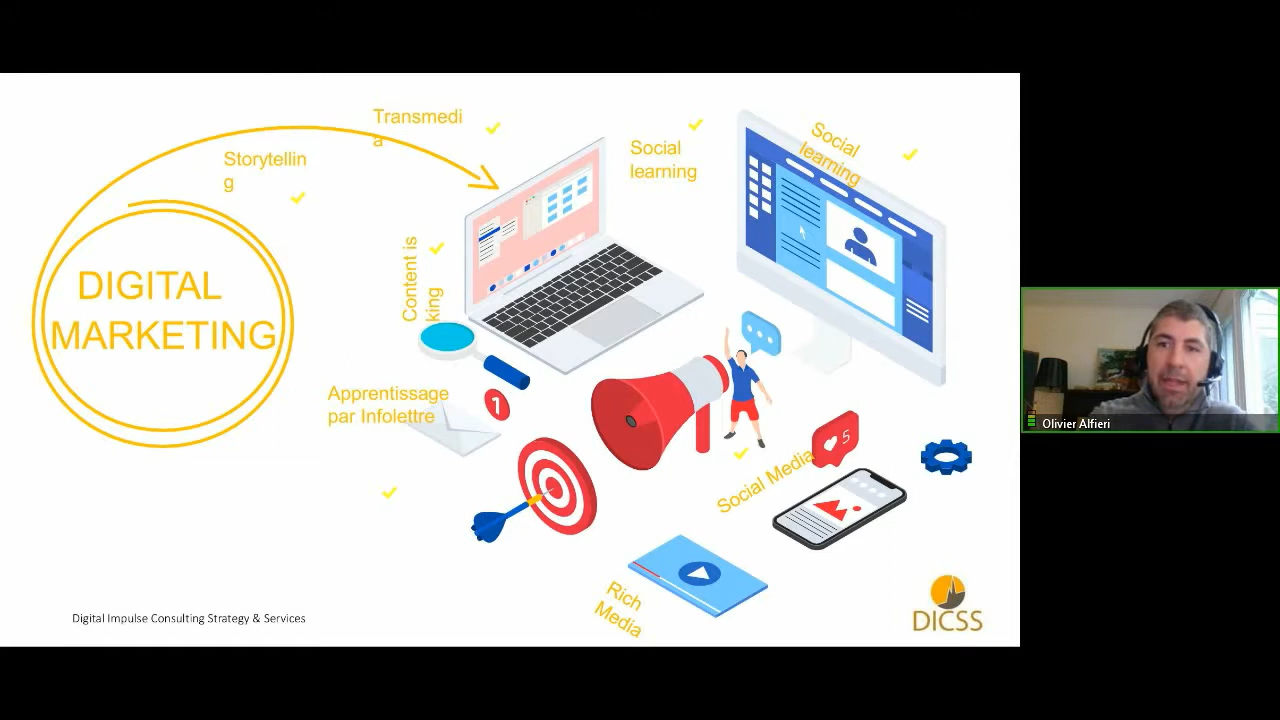 Transmedi
a
Storytellin
g
Social
learning
Social
learning
Content is
king
DIGITAL
MARKETING
Apprentissage
par Infolettre
1
5
Social Media
Rich
Media
Digital Impulse Consulting Strategy & Services
DICSS
Olivier Alfieri